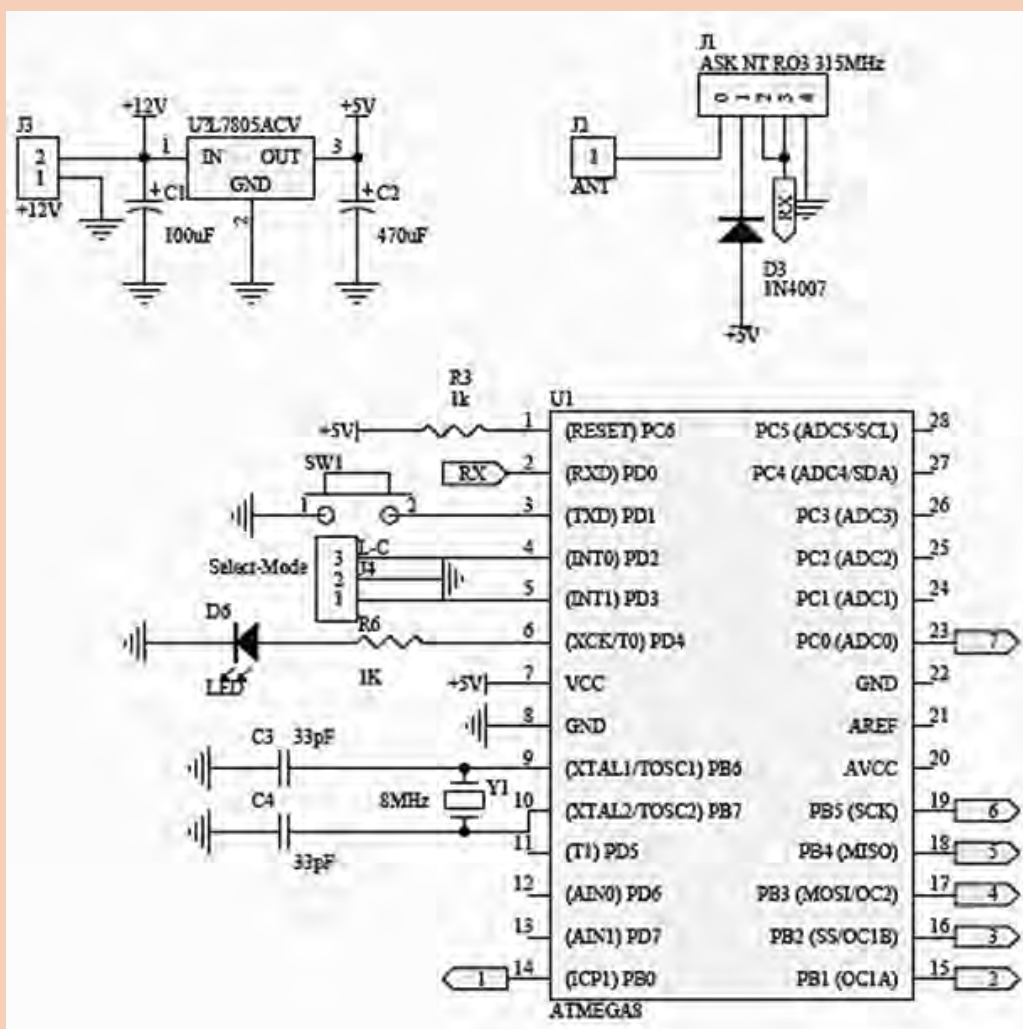 J3
2
1
+12V
+12V
1
U2L7805ACV
IN OUT
GND
2
3
+5V
C1
100uF
C2
470uF
J1
ASK NT RO3 315MHz
0 1 2 3 4
J2
1
ANT
RX
D3
1N4007
+5V
R3
1k
+5V
RX
SW1
1 2
Select-Mode
3
2
1
L-C
J4
D6
LED
R6
1K
+5V
C3 33pF
C4
33pF
8MHz
Y1
U1
1 (RESET) PC6 PC5 (ADC5/SCL) 28
2 (RXD) PD0 PC4 (ADC4/SDA) 27
3 (TXD) PD1 PC3 (ADC3) 26
4 (INT0) PD2 PC2 (ADC2) 25
5 (INT1) PD3 PC1 (ADC1) 24
6 (XCK/T0) PD4 PC0 (ADC0) 23 7
7 VCC GND 22
8 GND AREF 21
9 (XTAL1/TOSC1) PB6 AVCC 20
10 (XTAL2/TOSC2) PB7 PB5 (SCK) 19 6
11 (T1) PD5 PB4 (MISO) 18 5
12 (AIN0) PD6 PB3 (MOSI/OC2) 17 4
13 (AIN1) PD7 PB2 (SS/OC1B) 16 3
1 14 (ICP1) PB0 PB1 (OC1A) 15 2
ATMEGA8